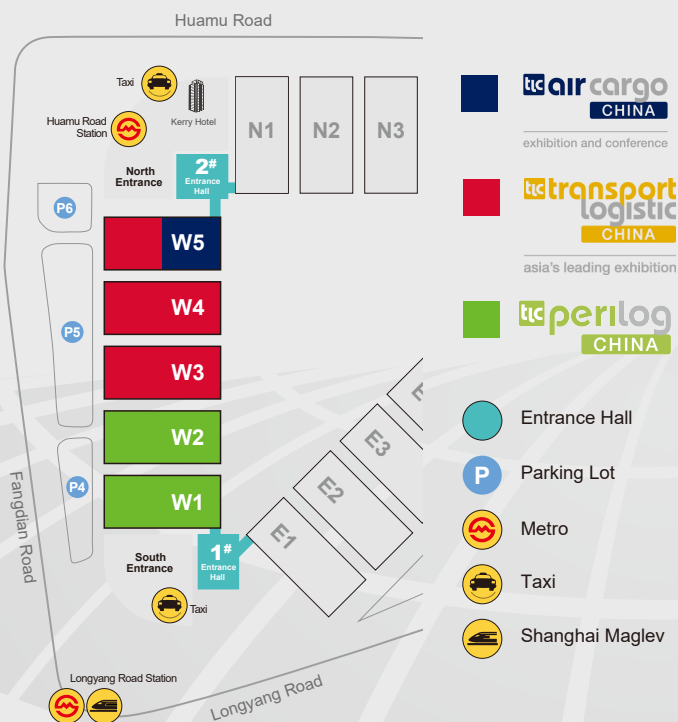 Huamu Road
Taxi
Kerry Hotel
Huamu Road
Station
North
Entrance
2#
Entrance
Hall
N1
N2
N3
P6
W5
P5
W4
W3
W2
P4
W1
E3
E2
E1
Fangdian Road
South
Entrance
1#
Entrance
Hall
Taxi
Longyang Road Station
Longyang Road
tlc air cargo
CHINA
exhibition and conference
tlc transport
logistic
CHINA
asia's leading exhibition
tlc perilog
CHINA
Entrance Hall
P
Parking Lot
Metro
Taxi
Shanghai Maglev